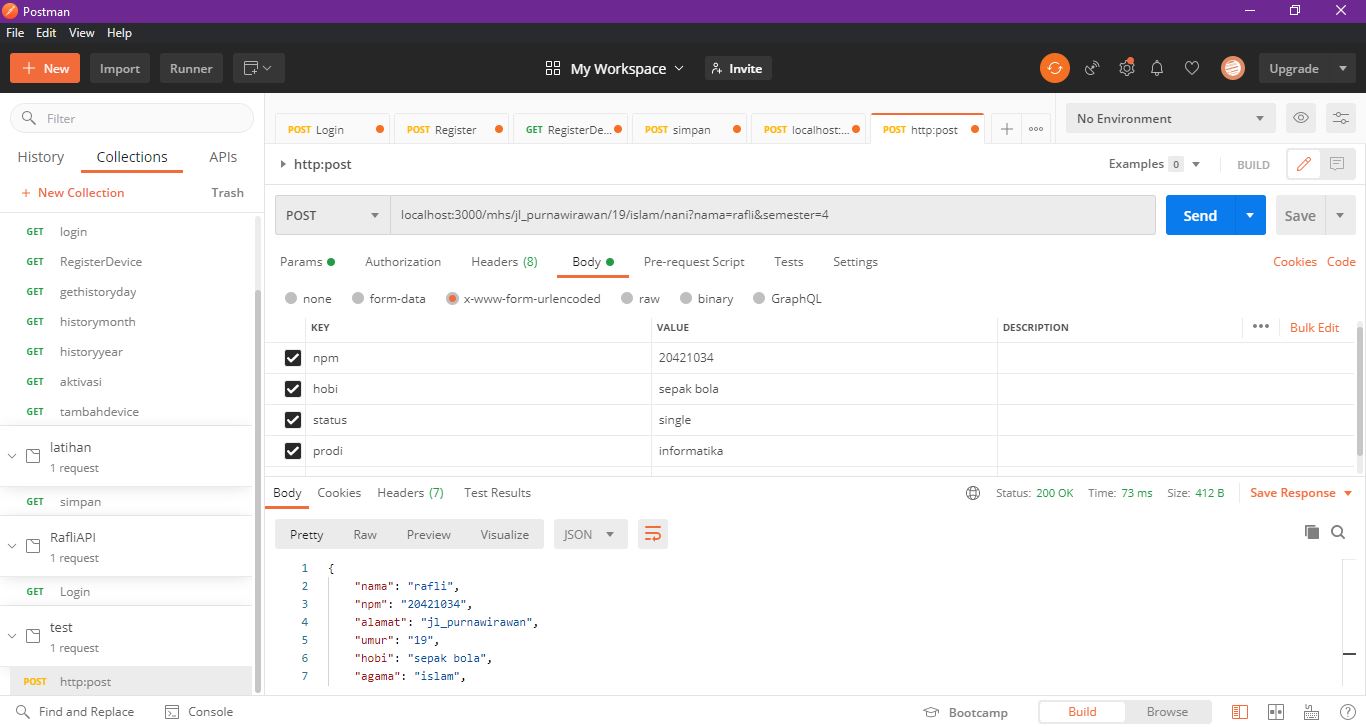 Postman
File Edit View Help
New Import Runner My Workspace Invite Upgrade
Filter
History Collections APIs
+ New Collection Trash
GET login
GET RegisterDevice
GET gethistoryday
GET historymonth
GET historyyear
GET aktivasi
GET tambahdevice
latihan
1 request
GET simpan
RafliAPI
1 request
GET Login
test
1 request
POST http:post
POST Login POST Register GET RegisterDe... POST simpan POST localhost:... POST http:post
No Environment
http:post Examples 0 BUILD
POST localhost:3000/mhs/jl_purnawirawan/19/islam/nani?nama=rafli&semester=4 Send Save
Params Authorization Headers (8) Body Pre-request Script Tests Settings Cookies Code
none form-data x-www-form-urlencoded raw binary GraphQL
KEY VALUE DESCRIPTION ••• Bulk Edit
npm 20421034
hobi sepak bola
status single
prodi informatika
Body Cookies Headers (7) Test Results Status: 200 OK Time: 73 ms Size: 412 B Save Response
Pretty Raw Preview Visualize JSON
1 {
2 "nama": "rafli",
3 "npm": "20421034",
4 "alamat": "jl_purnawirawan",
5 "umur": "19",
6 "hobi": "sepak bola",
7 "agama": "islam",
Find and Replace Console Bootcamp Build Browse